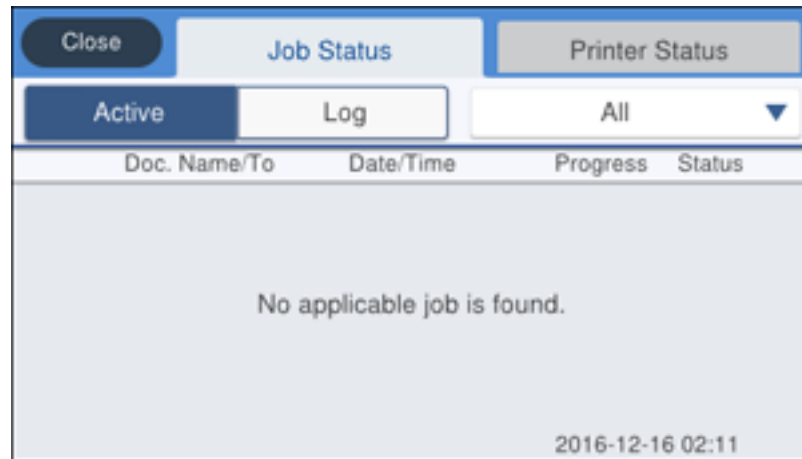 Close Job Status Printer Status
Active Log All
Doc. Name/To Date/Time Progress Status
No applicable job is found.
2016-12-16 02:11